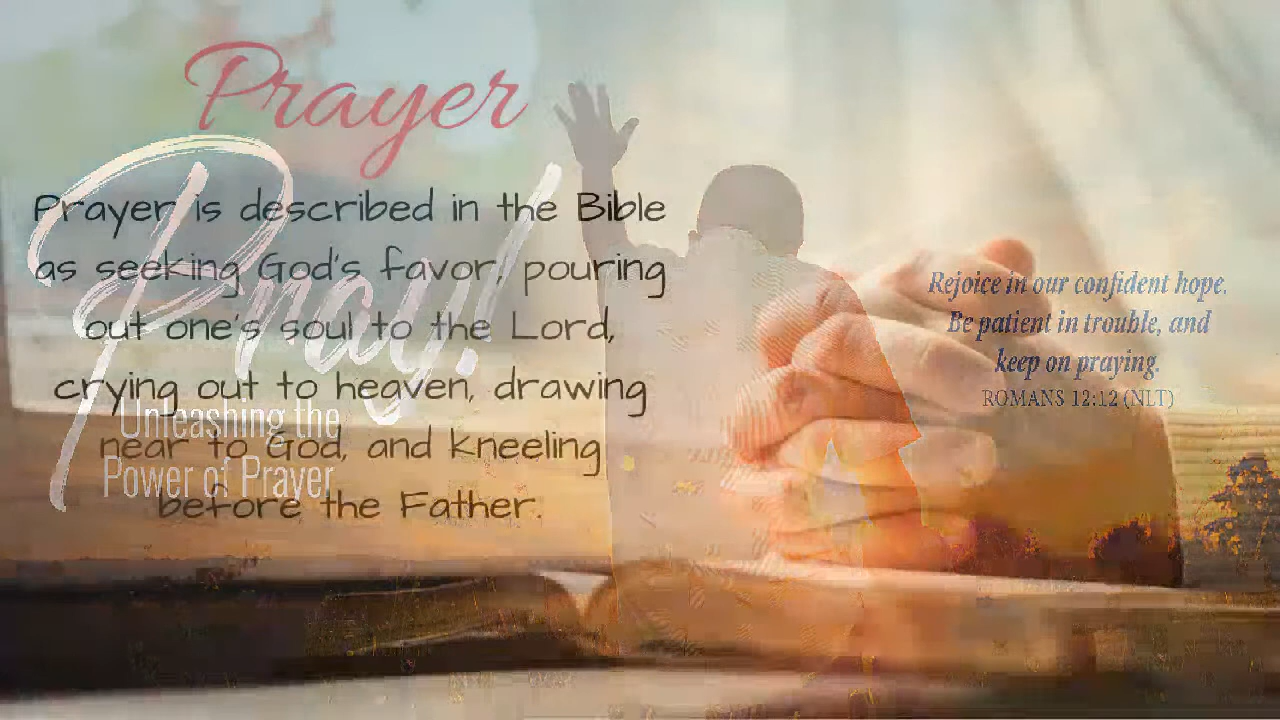 Prayer
Prayer is described in the Bible
as seeking God's favor, pouring
out one's soul to the Lord,
crying out to heaven, drawing
near to God, and kneeling
before the Father.
Pray!
Unleashing the
Power of Prayer
Rejoice in our confident hope.
Be patient in trouble, and
keep on praying.
ROMANS 12:12 (NLT)